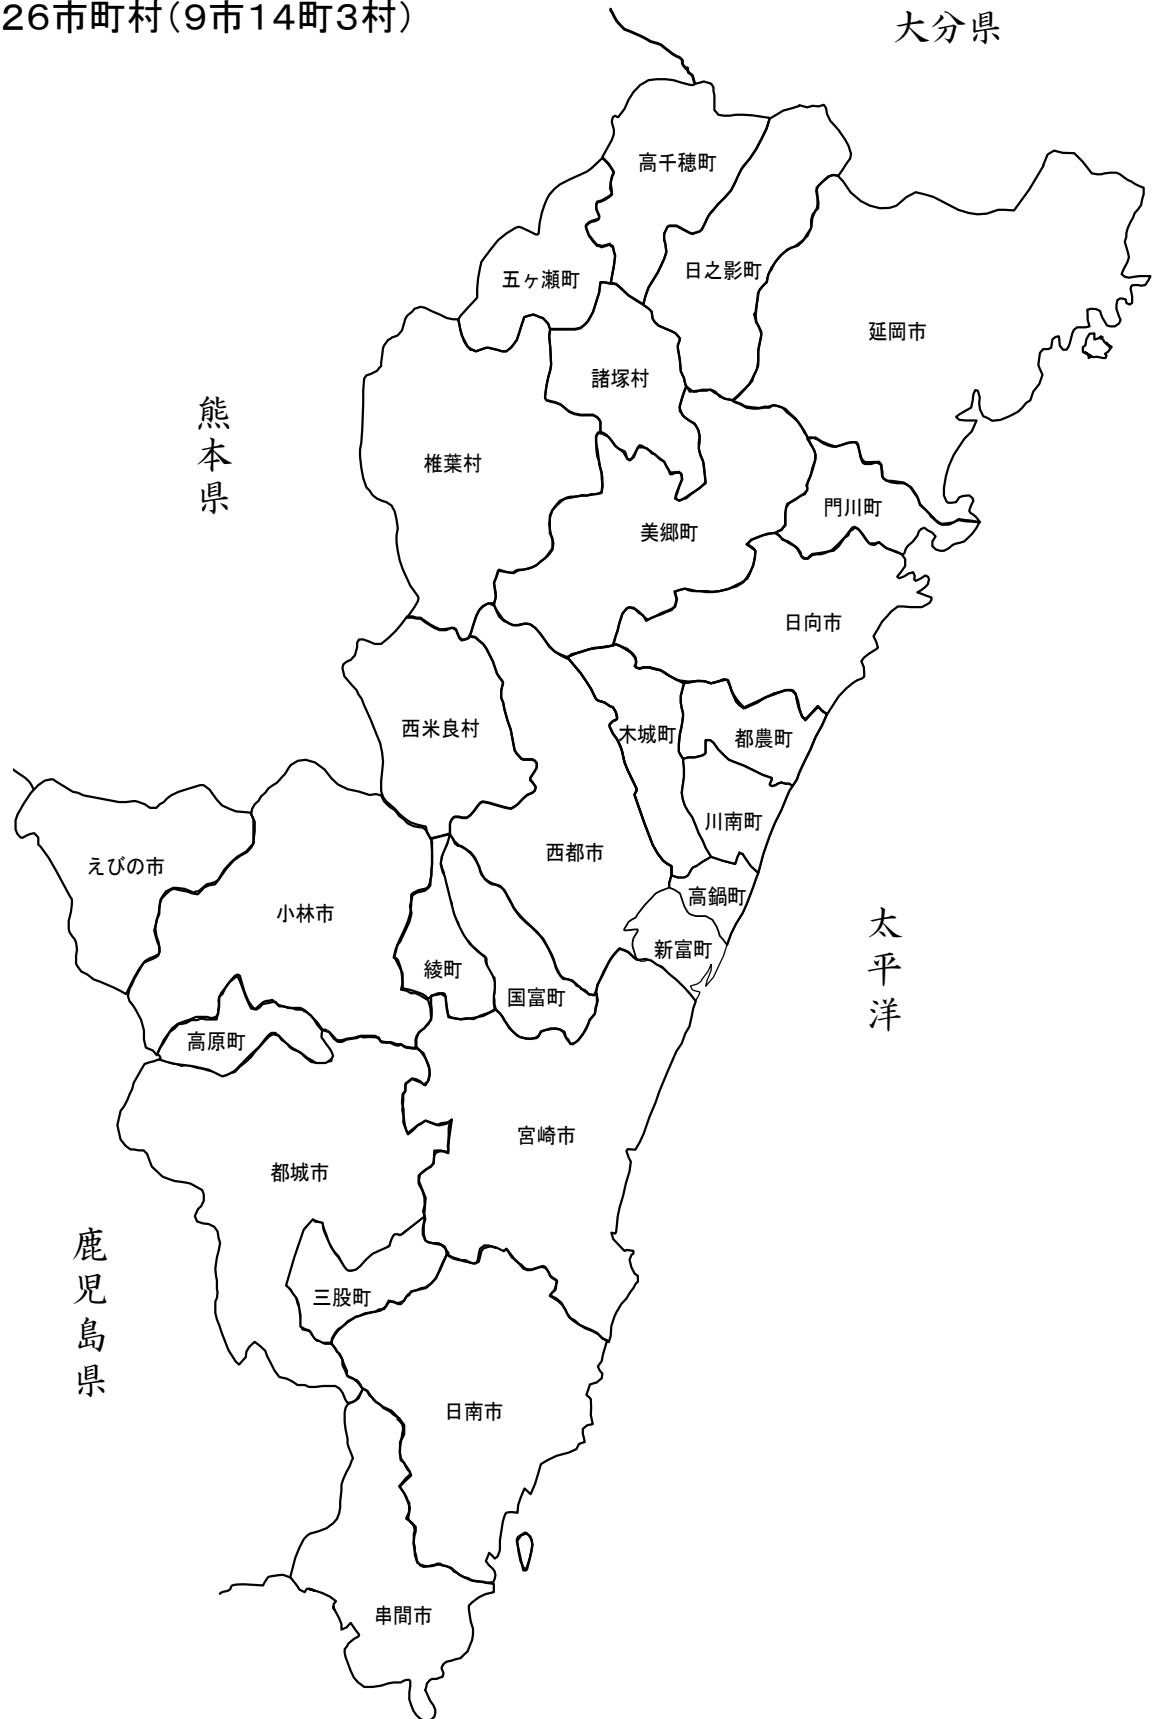 26市町村(9市14町3村)
大分県
高千穂町
日之影町
五ヶ瀬町
延岡市
諸塚村
熊本県
椎葉村
門川町
美郷町
日向市
西米良村
木城町
都農町
川南町
西都市
えびの市
高鍋町
小林市
太平洋
新富町
綾町
国富町
高原町
宮崎市
都城市
鹿児島県
三股町
日南市
串間市